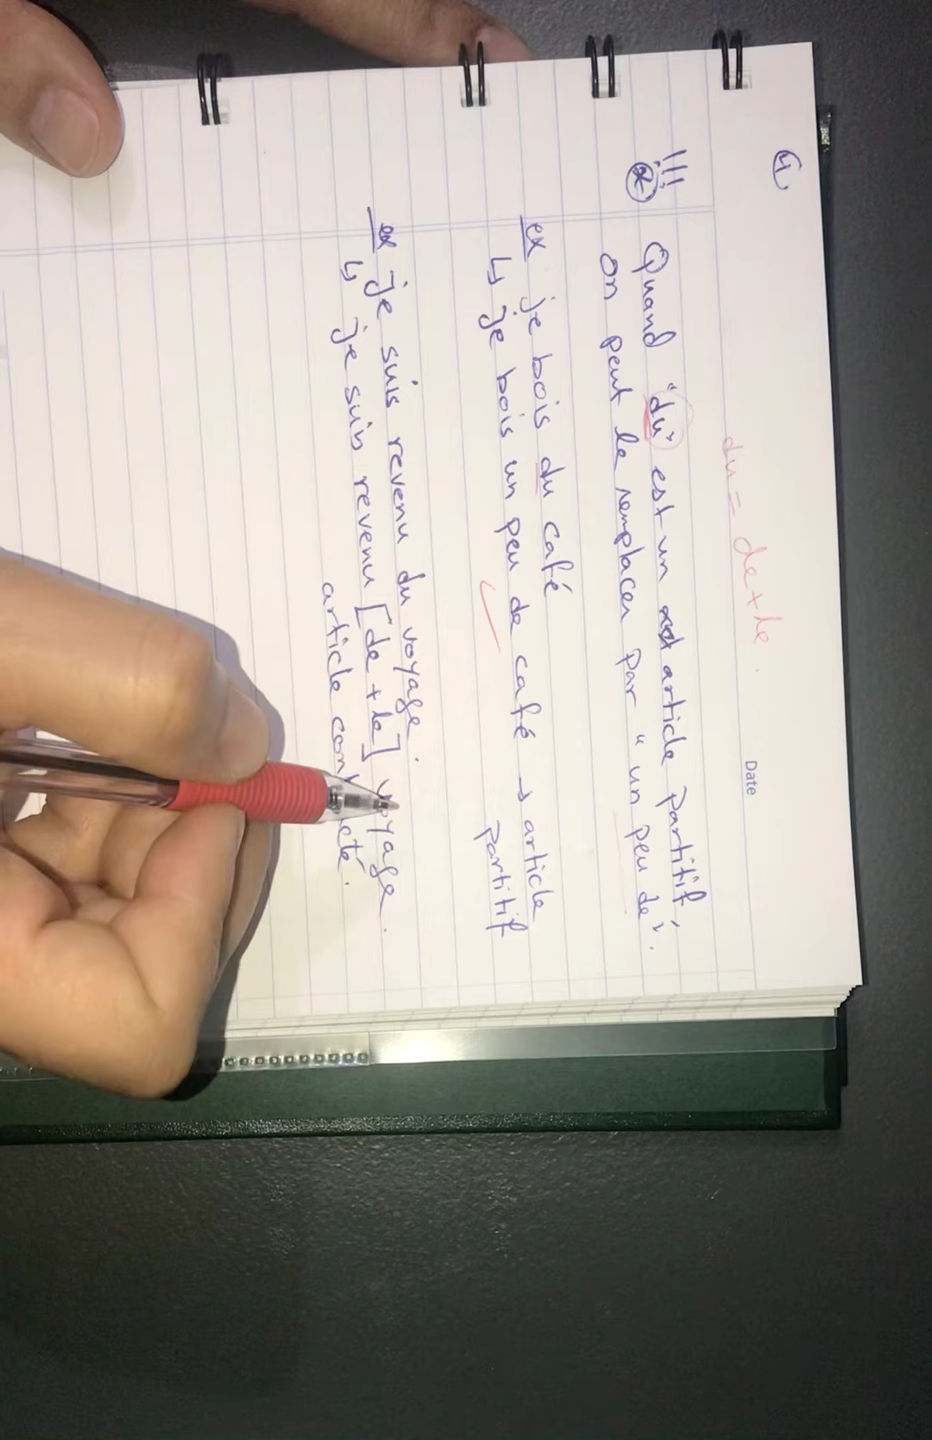 4
du = de + le.
Date
!!!
Quand "du" est un article partitif,
on peut le remplacer par "un peu de".
ex je bois du café
↳ je bois un peu de café → article
partitif
ex je suis revenu du voyage.
↳ je suis revenu [de + le] voyage.
article